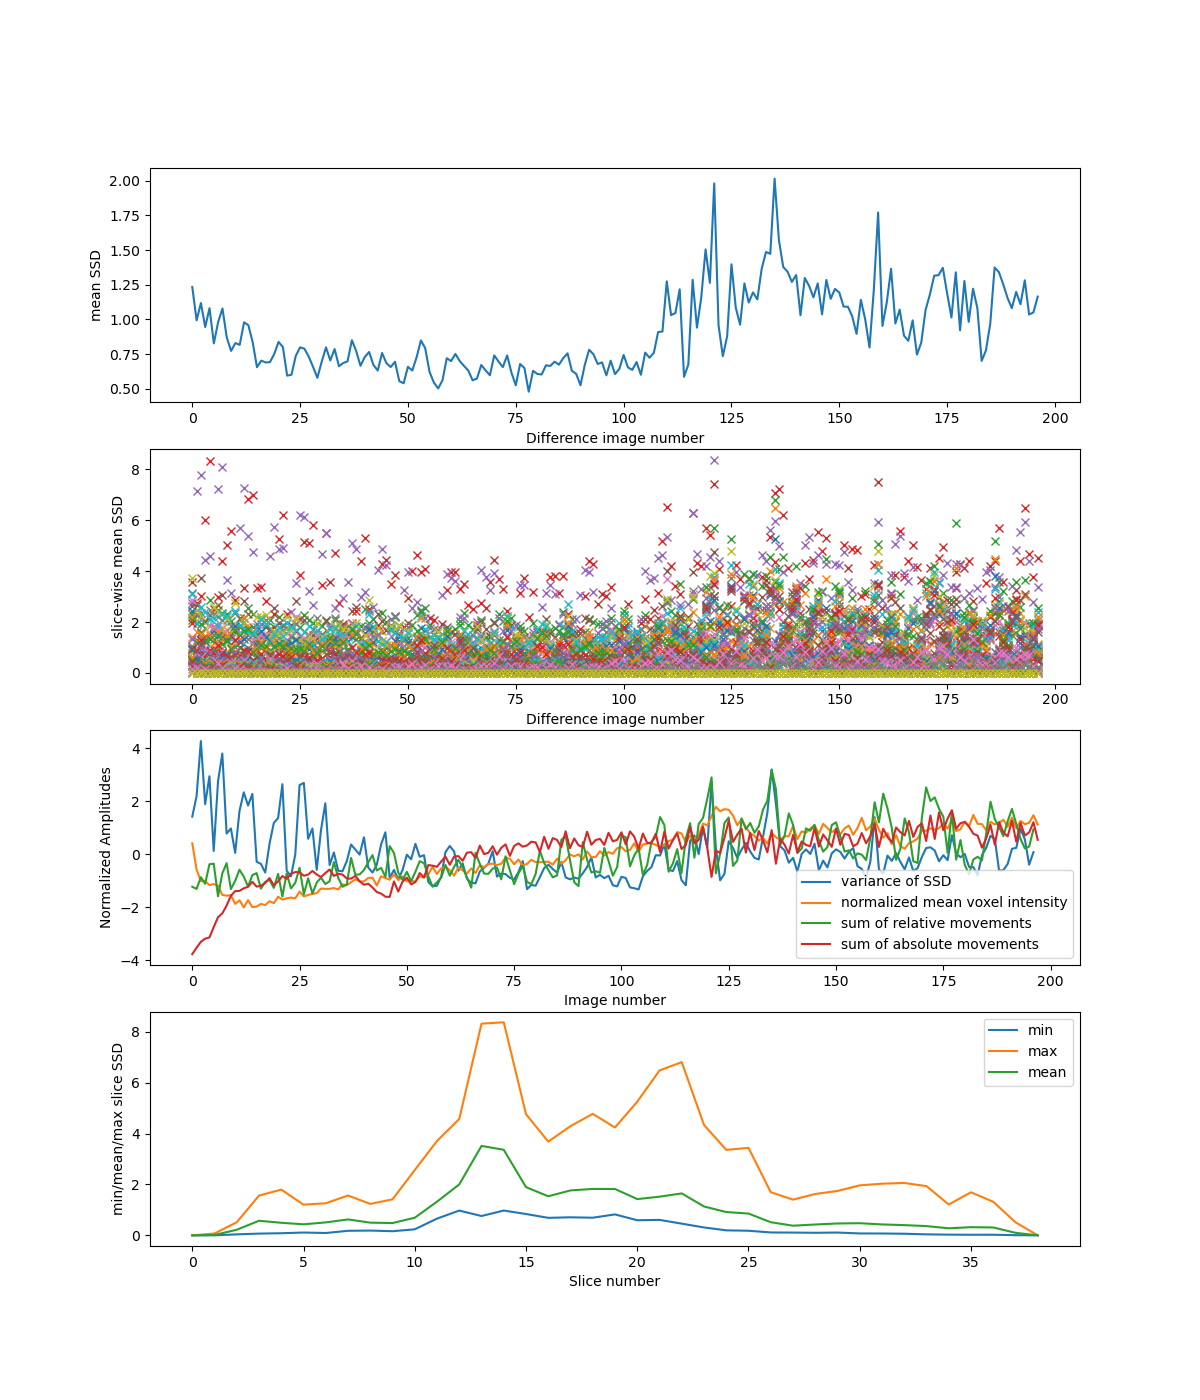 2.00
1.75
1.50
1.25
1.00
0.75
0.50
mean SSD
0 25 50 75 100 125 150 175 200
Difference image number
8
6
4
2
0
slice-wise mean SSD
0 25 50 75 100 125 150 175 200
Difference image number
4
2
0
−2
−4
Normalized Amplitudes
variance of SSD
normalized mean voxel intensity
sum of relative movements
sum of absolute movements
0 25 50 75 100 125 150 175 200
Image number
8
6
4
2
0
min/mean/max slice SSD
min
max
mean
0 5 10 15 20 25 30 35
Slice number